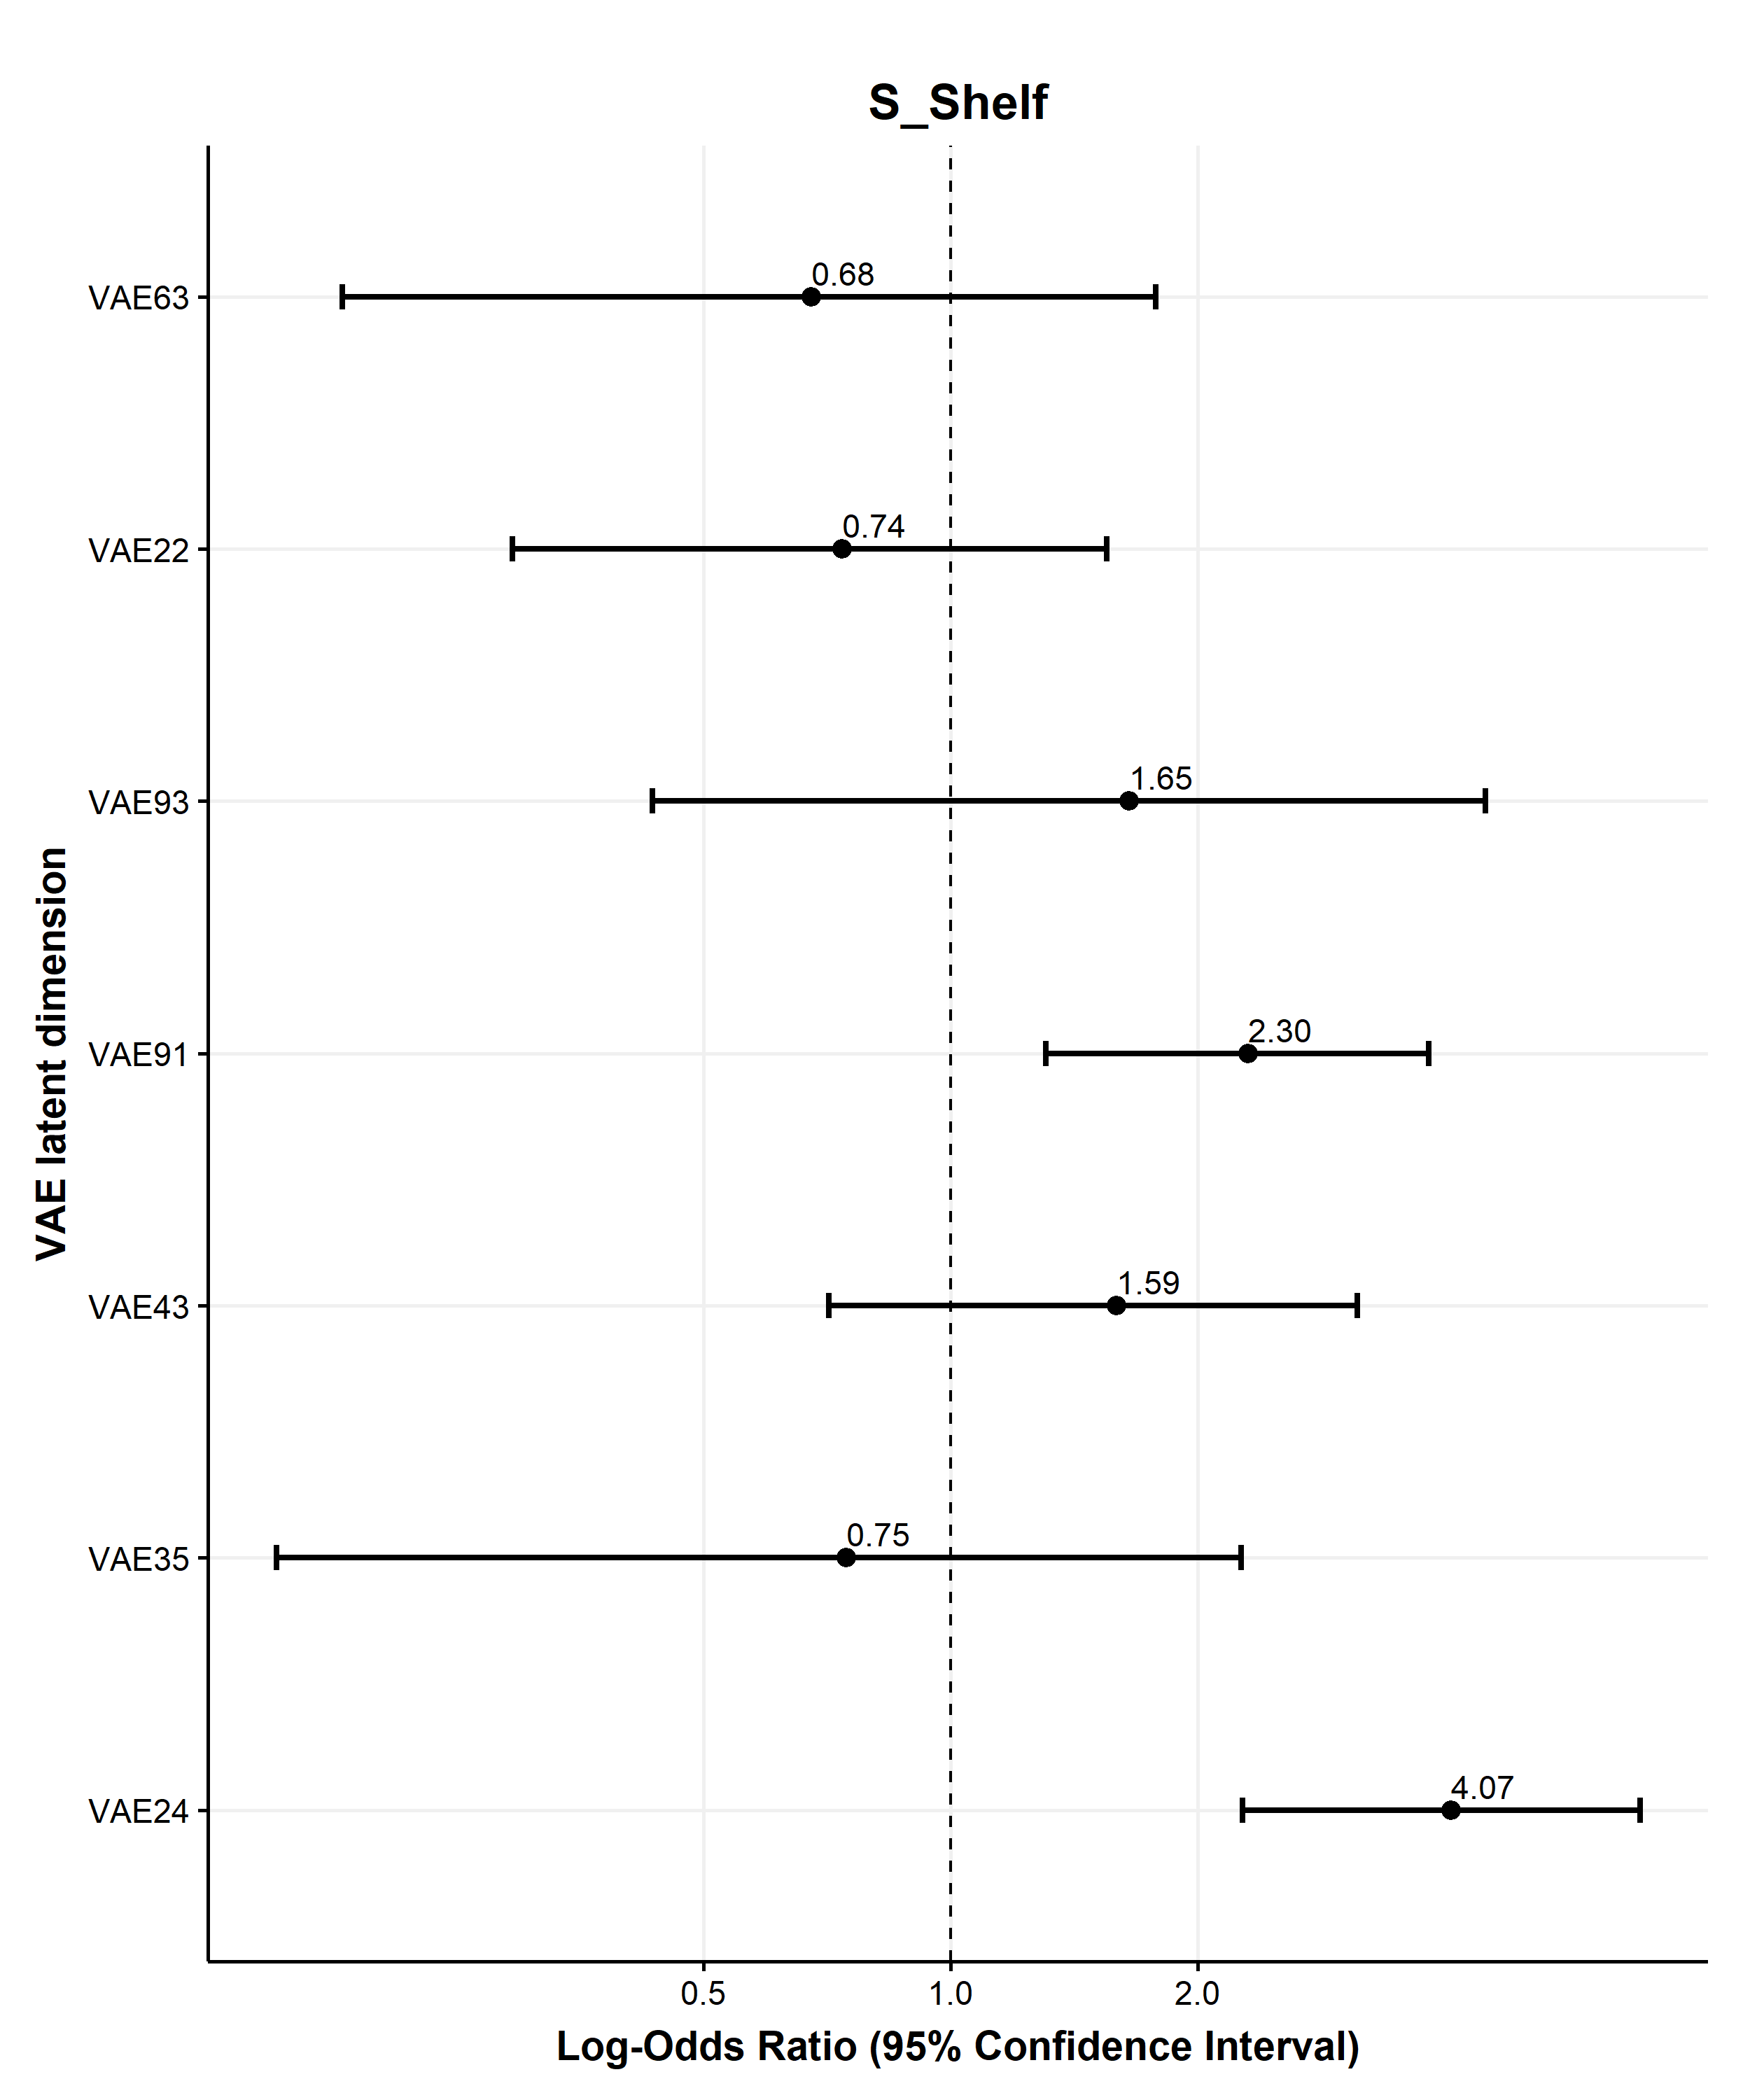 S_Shelf
VAE latent dimension
VAE63
0.68
VAE22
0.74
VAE93
1.65
VAE91
2.30
VAE43
1.59
VAE35
0.75
VAE24
4.07
0.5 1.0 2.0
Log-Odds Ratio (95% Confidence Interval)